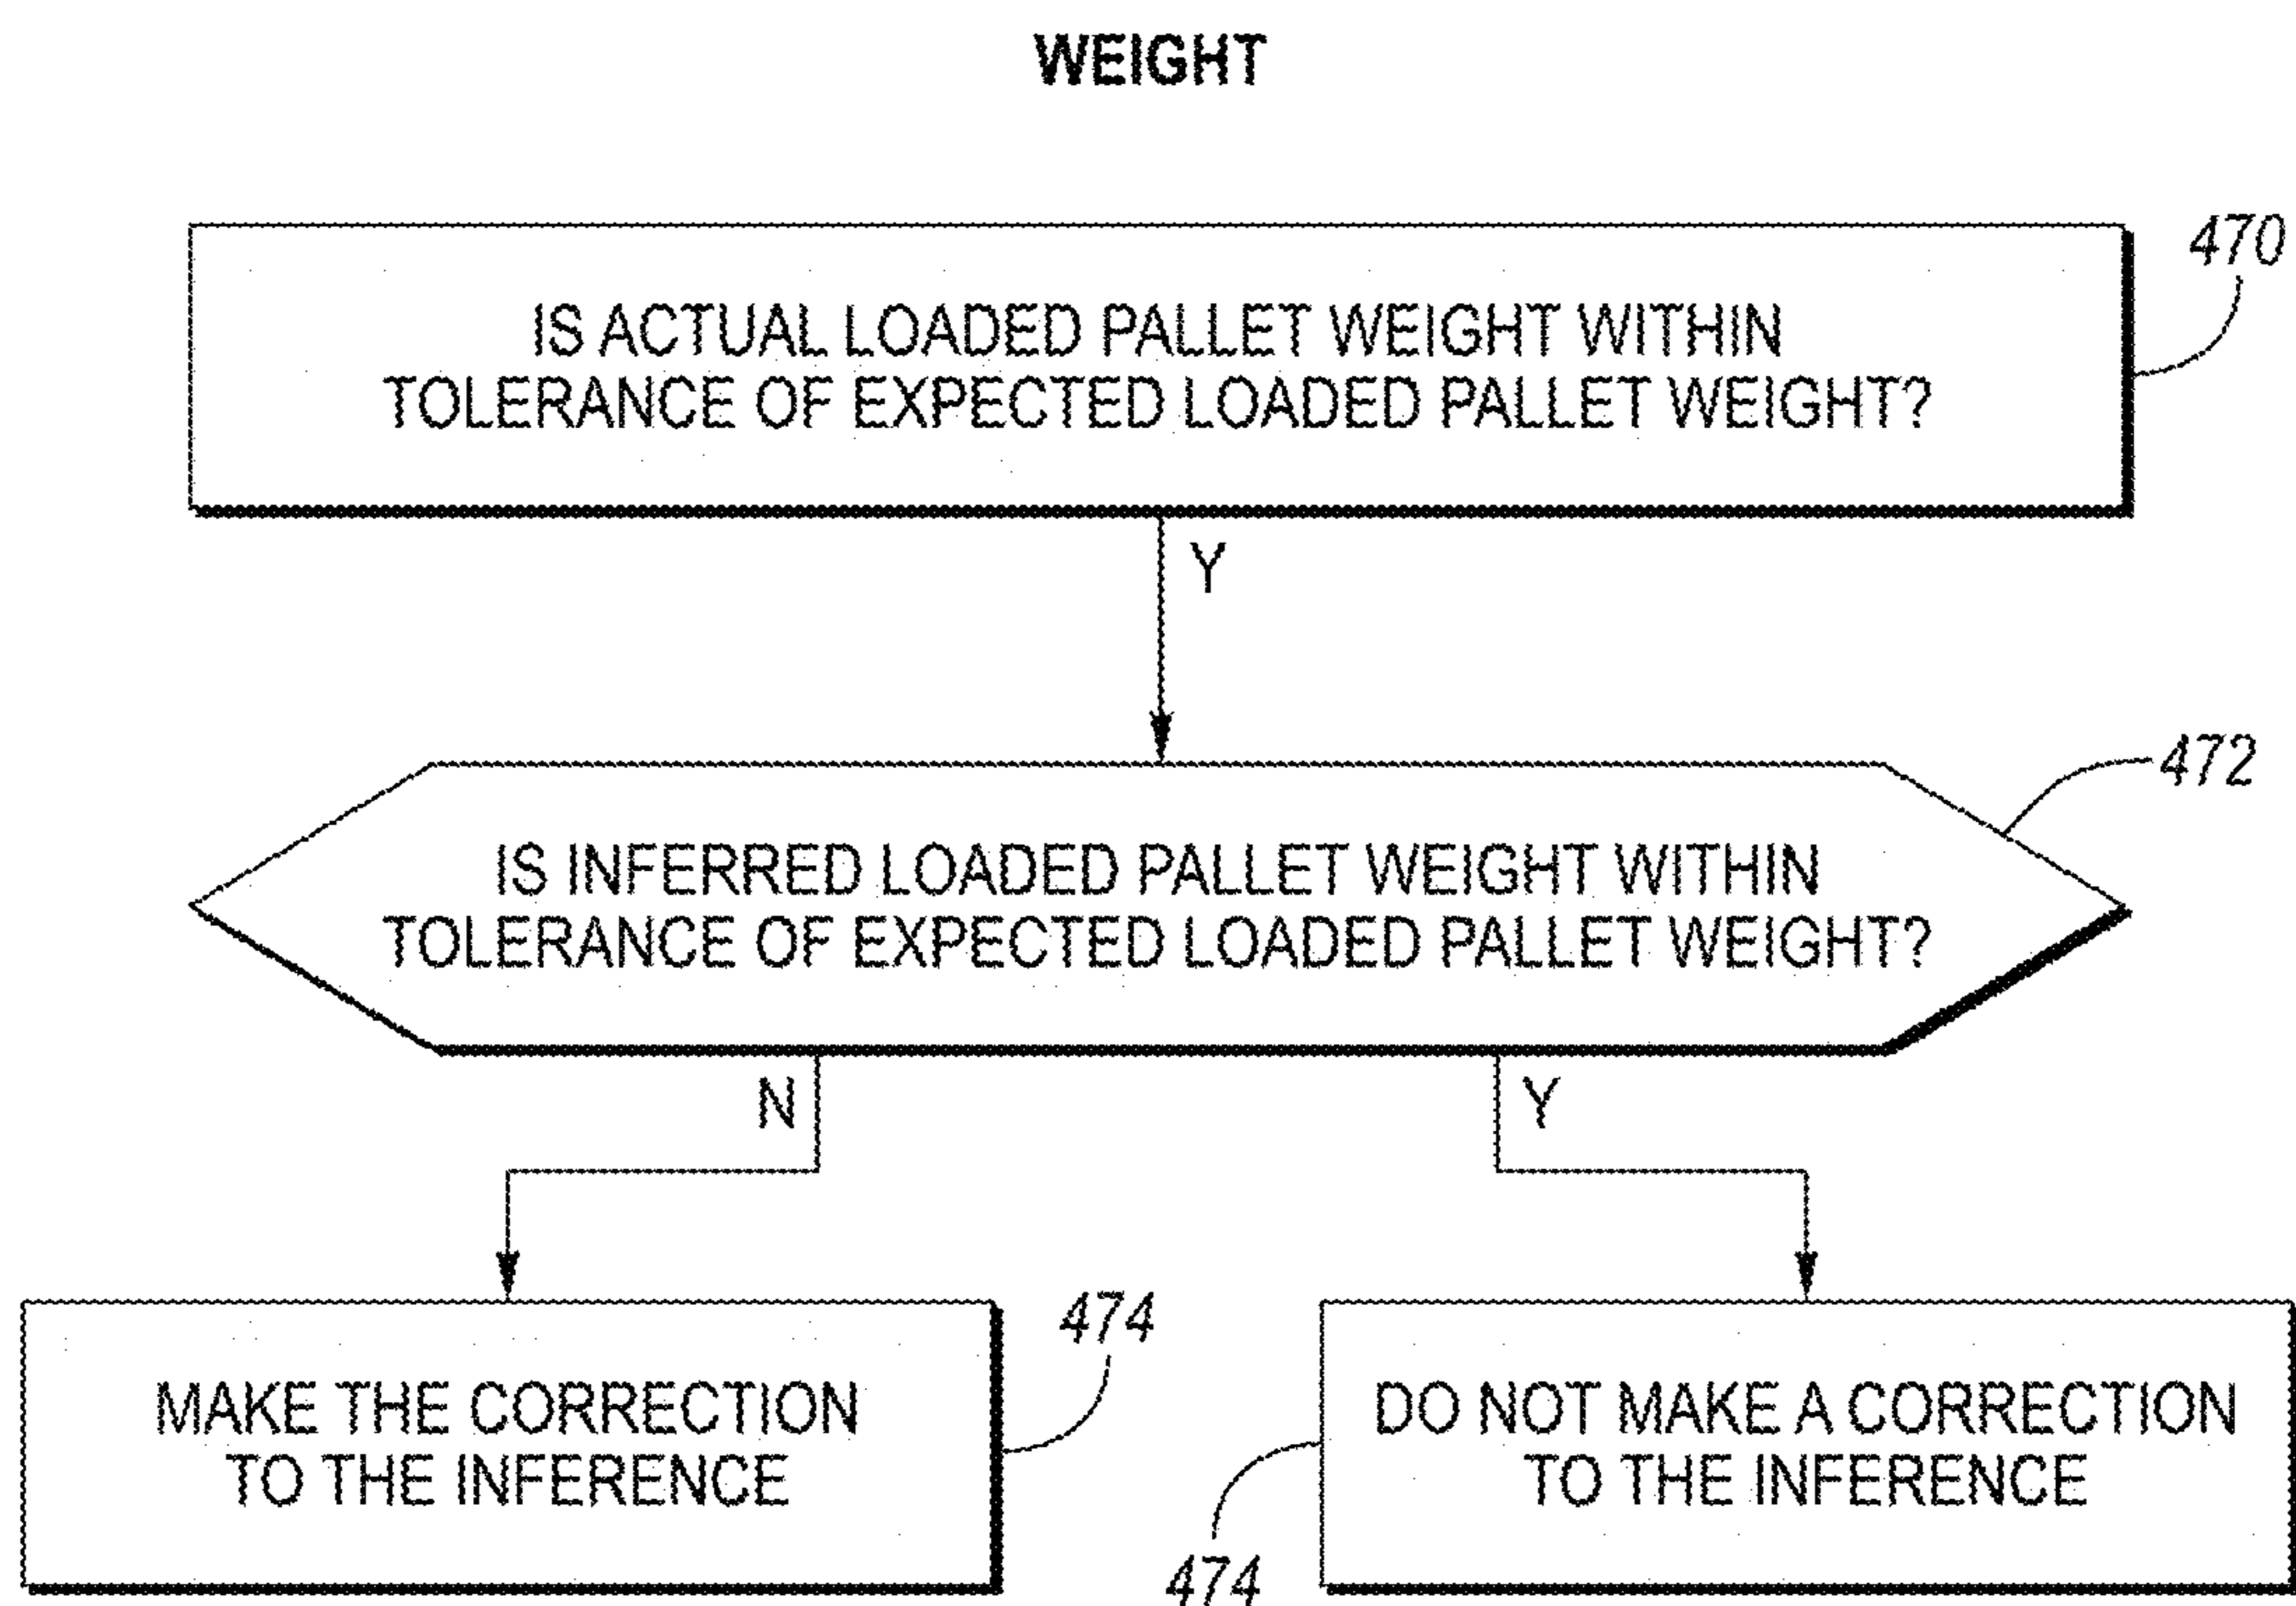 WEIGHT
470
IS ACTUAL LOADED PALLET WEIGHT WITHIN
TOLERANCE OF EXPECTED LOADED PALLET WEIGHT?
Y
472
IS INFERRED LOADED PALLET WEIGHT WITHIN
TOLERANCE OF EXPECTED LOADED PALLET WEIGHT?
N
Y
474
MAKE THE CORRECTION
TO THE INFERENCE
DO NOT MAKE A CORRECTION
TO THE INFERENCE
474